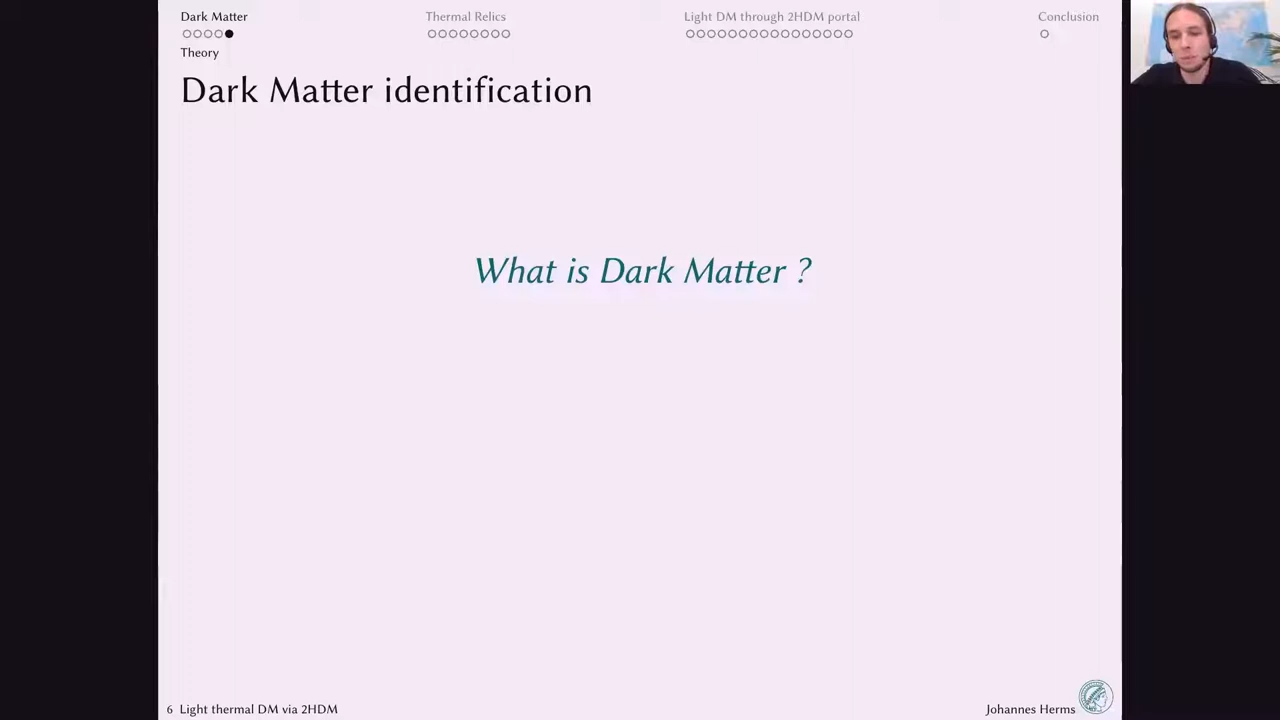 Dark Matter
Thermal Relics
Light DM through 2HDM portal
Conclusion
Theory
Dark Matter identification
What is Dark Matter ?
6 Light thermal DM via 2HDM
Johannes Herms